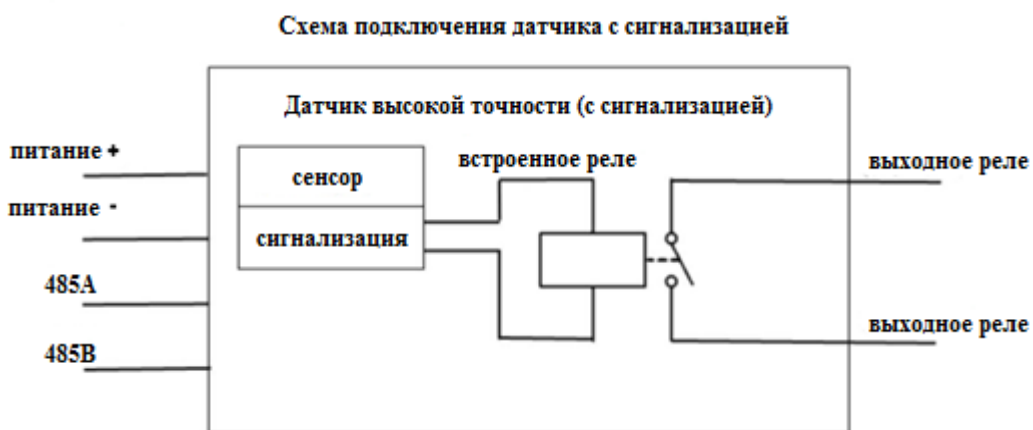 Схема подключения датчика с сигнализацией
Датчик высокой точности (с сигнализацией)
питание +
питание -
485A
485B
сенсор
сигнализация
встроенное реле
выходное реле
выходное реле